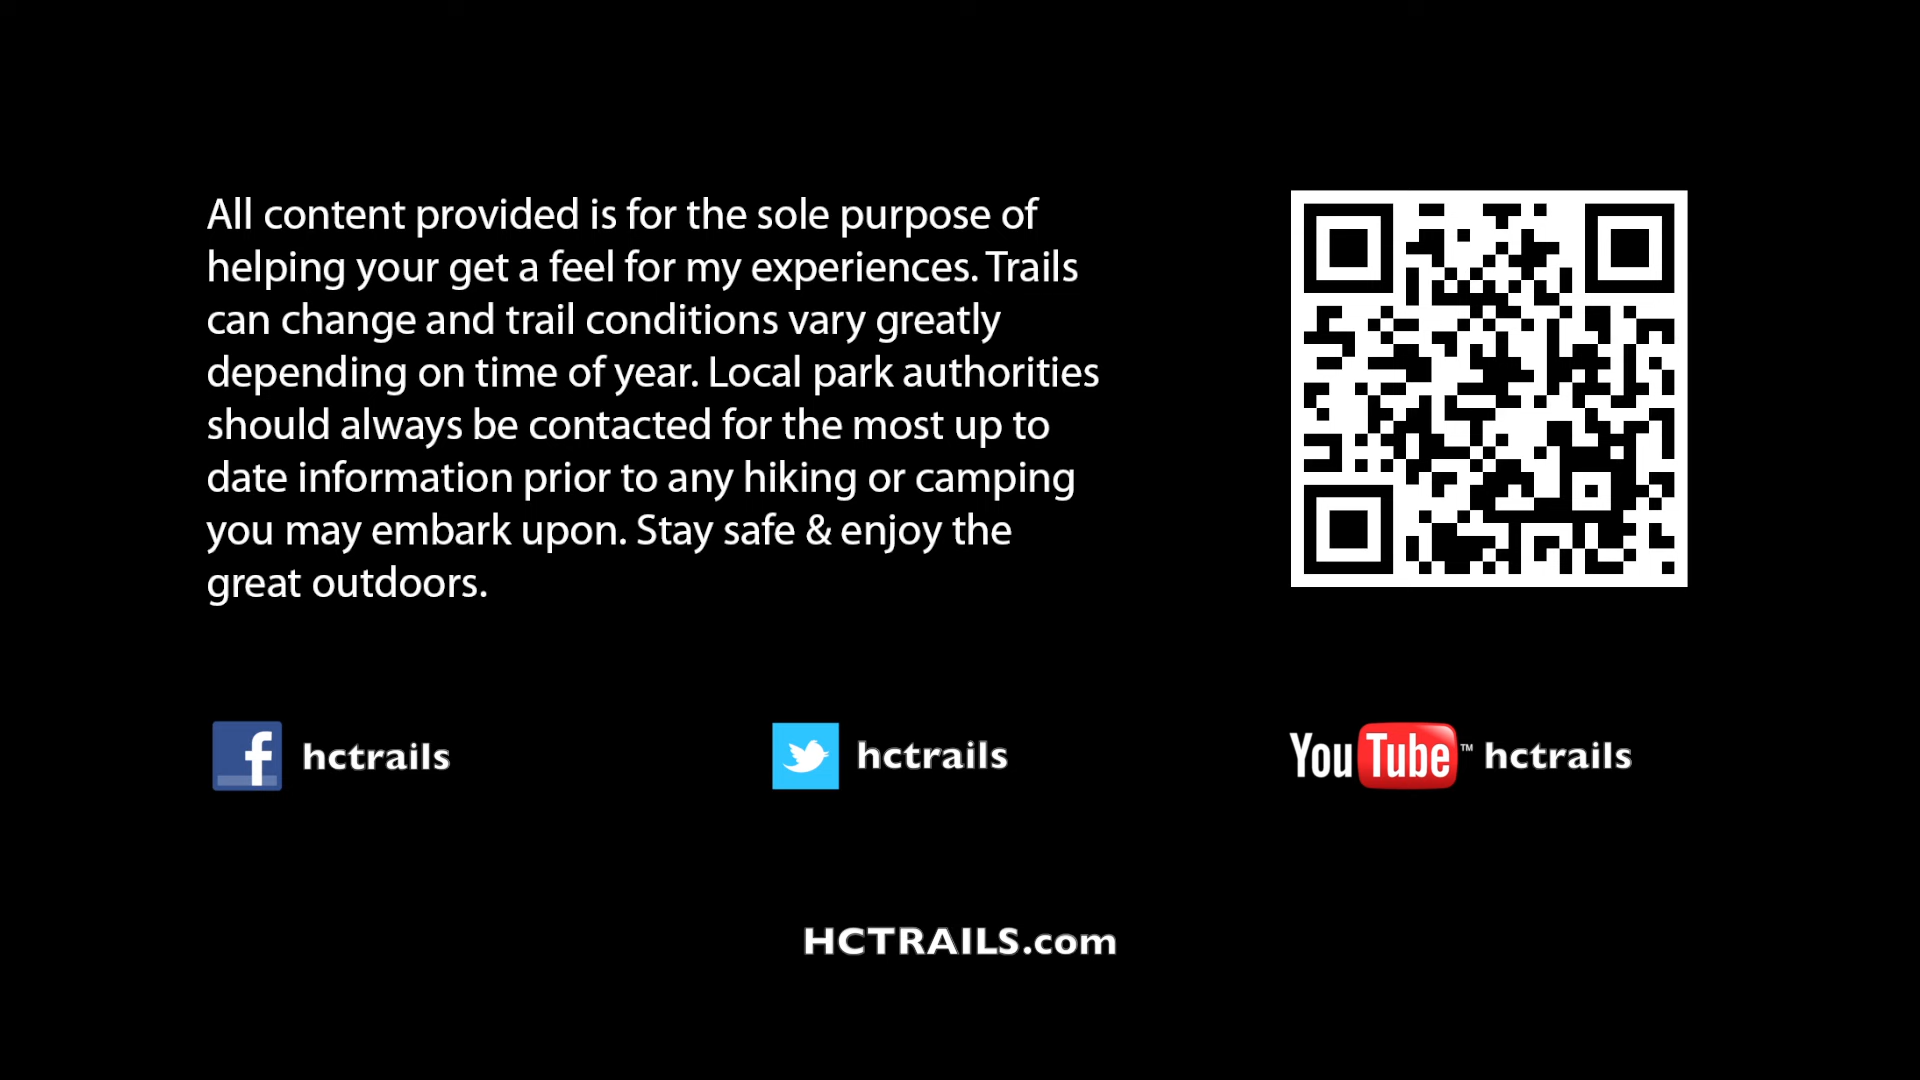 All content provided is for the sole purpose of
helping your get a feel for my experiences. Trails
can change and trail conditions vary greatly
depending on time of year. Local park authorities
should always be contacted for the most up to
date information prior to any hiking or camping
you may embark upon. Stay safe & enjoy the
great outdoors.
f hctrails
hctrails
YouTube™ hctrails
HCTRAILS.com